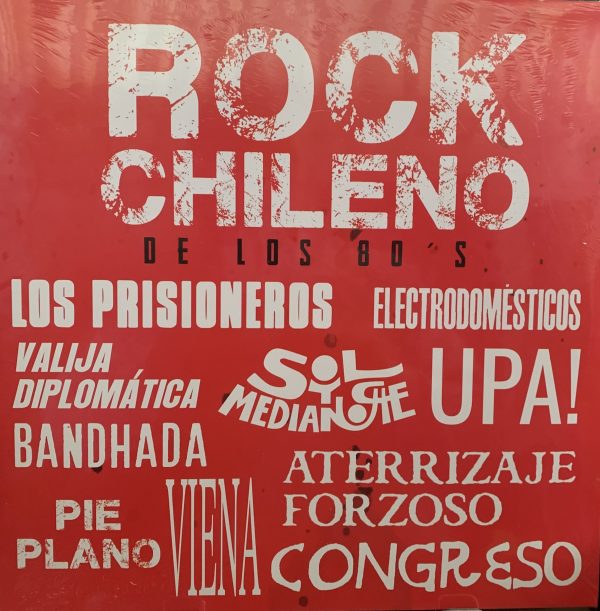 ROCK
CHILENO
DE LOS 80´S
LOS PRISIONEROS
ELECTRODOMÉSTICOS
VALIJA
DIPLOMÁTICA
SOL Y
MEDIANOCHE
UPA!
BANDHADA
ATERRIZAJE
FORZOSO
PIE
PLANO
VIENA
CONGRESO